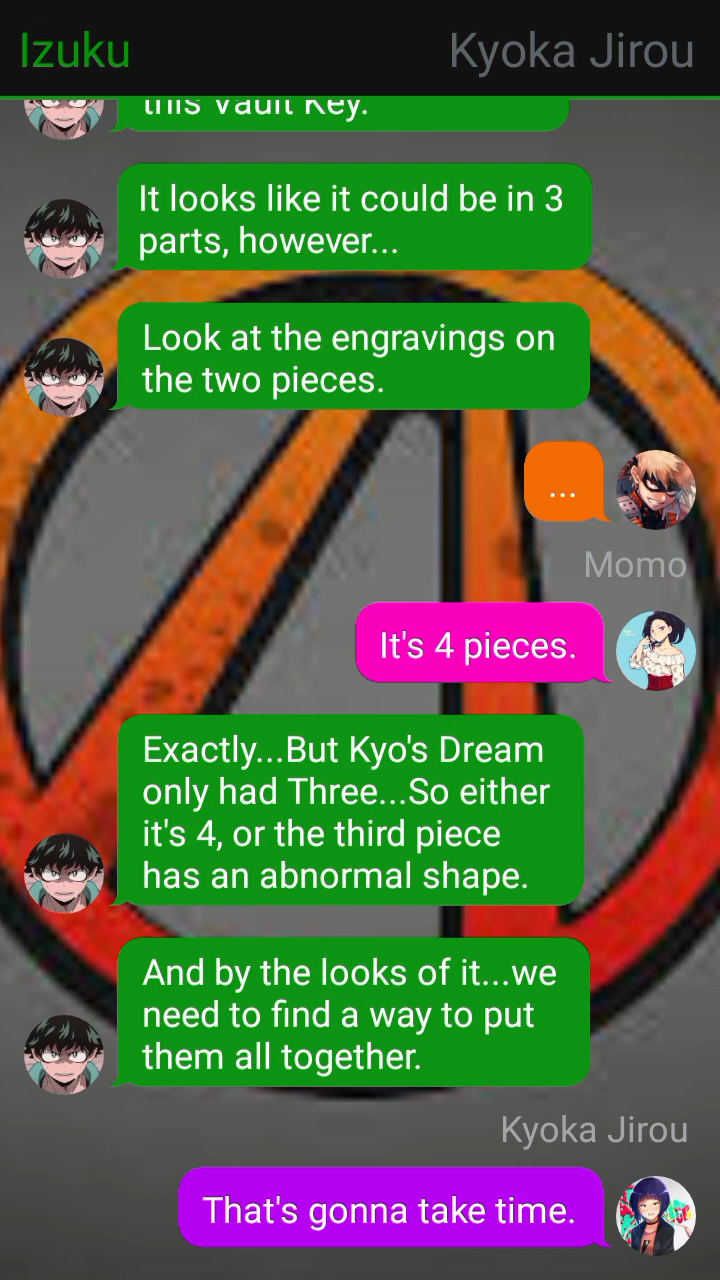 Izuku
Kyoka Jirou
this Vault Key.
It looks like it could be in 3
parts, however...
Look at the engravings on
the two pieces.
...
Momo
It's 4 pieces.
Exactly...But Kyo's Dream
only had Three...So either
it's 4, or the third piece
has an abnormal shape.
And by the looks of it...we
need to find a way to put
them all together.
Kyoka Jirou
That's gonna take time.